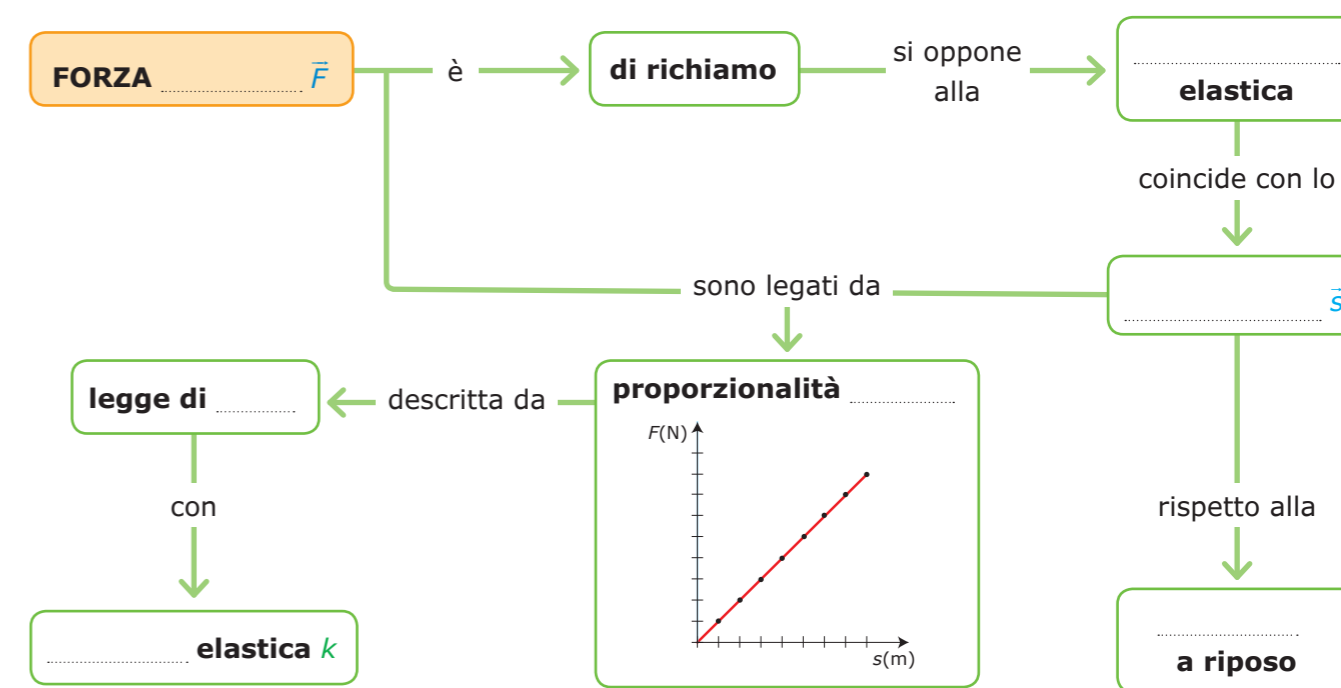 FORZA ............ F
è
di richiamo
si oppone
alla
............
elastica
coincide con lo
............ s
sono legati da
legge di ............
descritta da
proporzionalità ............
F(N)
s(m)
con
............ elastica k
rispetto alla
............
a riposo